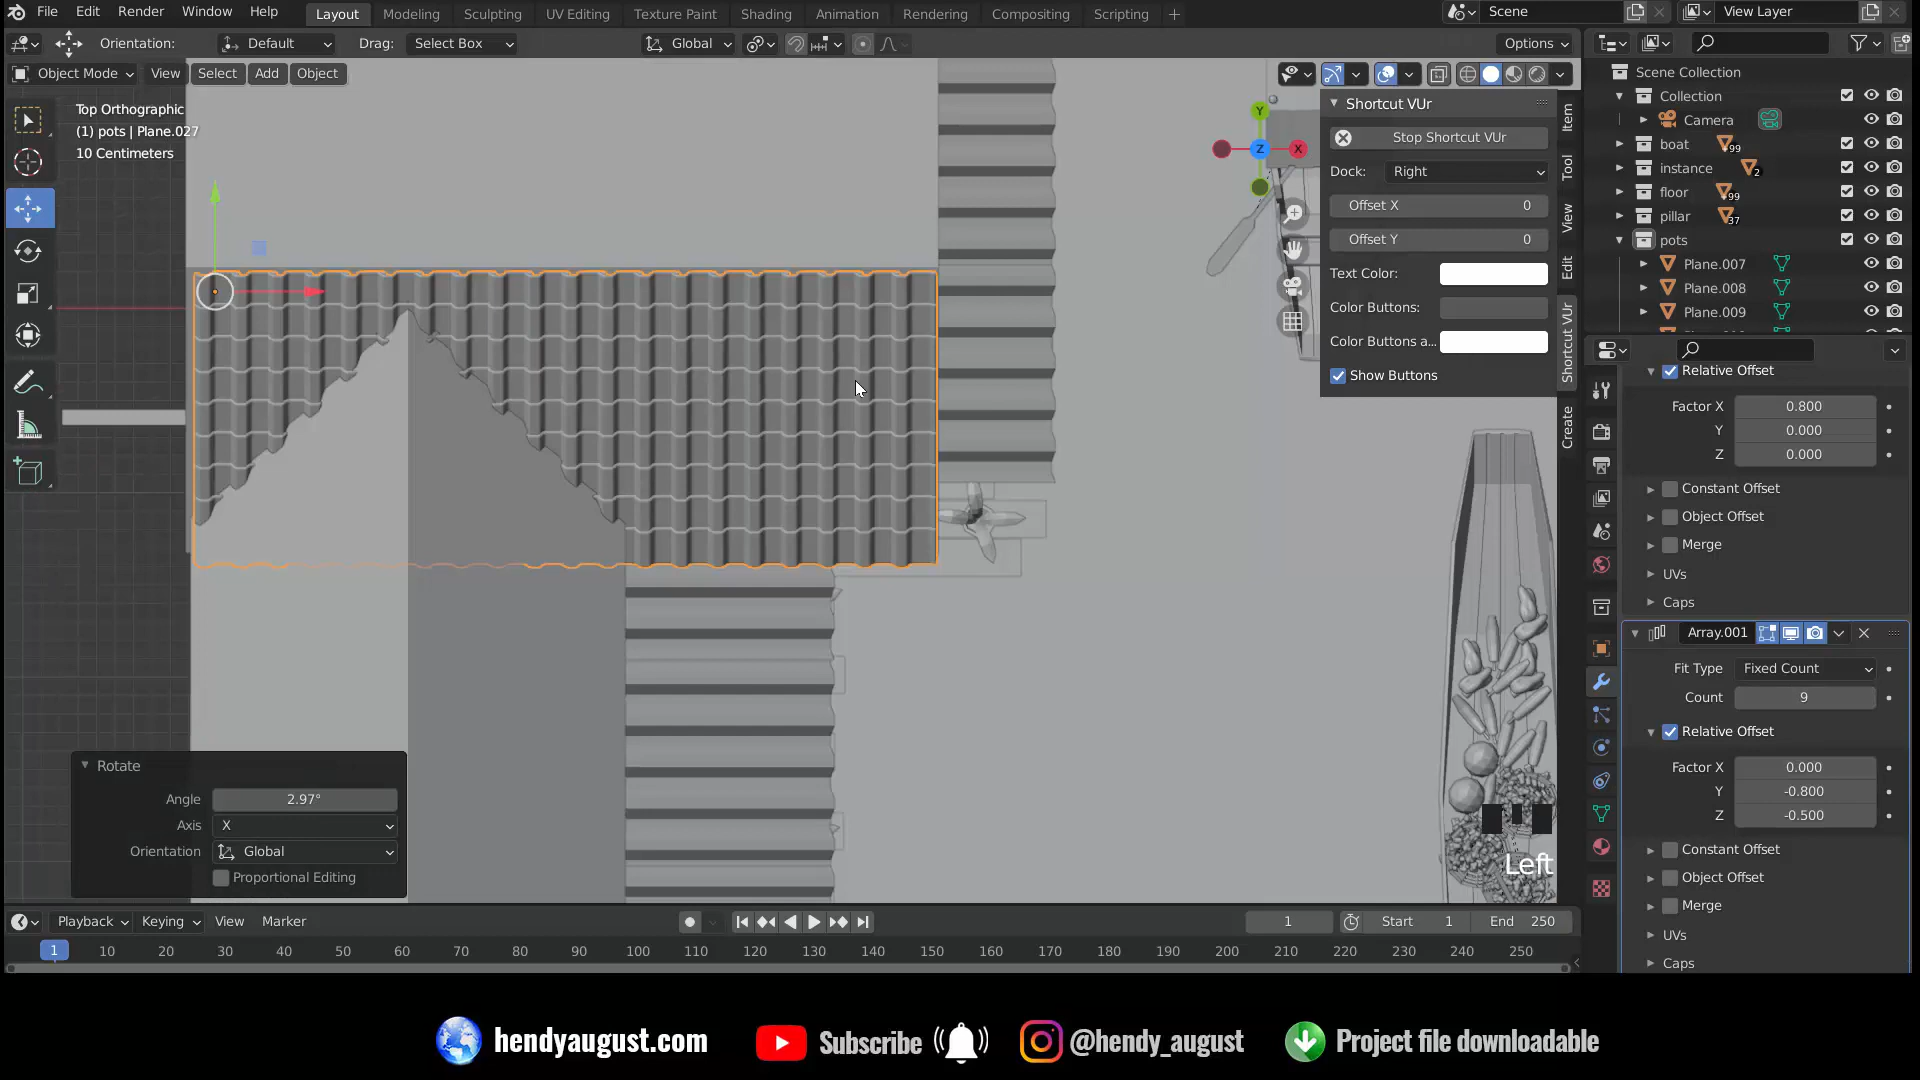 File Edit Render Window Help Layout Modeling Sculpting UV Editing Texture Paint Shading Animation Rendering Compositing Scripting + Scene View Layer
Orientation: Default Drag: Select Box Global Options
Object Mode View Select Add Object
Top Orthographic
(1) pots | Plane.027
10 Centimeters
Y
X
Z
Shortcut VUr
Stop Shortcut VUr
Dock: Right
Offset X 0
Offset Y 0
Text Color:
Color Buttons:
Color Buttons a...
Show Buttons
Item
Tool
View
Edit
Shortcut VUr
Create
Scene Collection
Collection
Camera
boat 99
instance 2
floor 99
pillar 37
pots
Plane.007
Plane.008
Plane.009
Relative Offset
Factor X 0.800
Y 0.000
Z 0.000
Constant Offset
Object Offset
Merge
UVs
Caps
Array.001
Fit Type Fixed Count
Count 9
Relative Offset
Factor X 0.000
Y -0.800
Z -0.500
Constant Offset
Object Offset
Merge
UVs
Caps
Rotate
Angle 2.97°
Axis X
Orientation Global
Proportional Editing
Left
Playback Keying View Marker 1 Start 1 End 250
1 10 20 30 40 50 60 70 80 90 100 110 120 130 140 150 160 170 180 190 200 210 220 230 240 250
hendyaugust.com Subscribe @hendy_august Project file downloadable